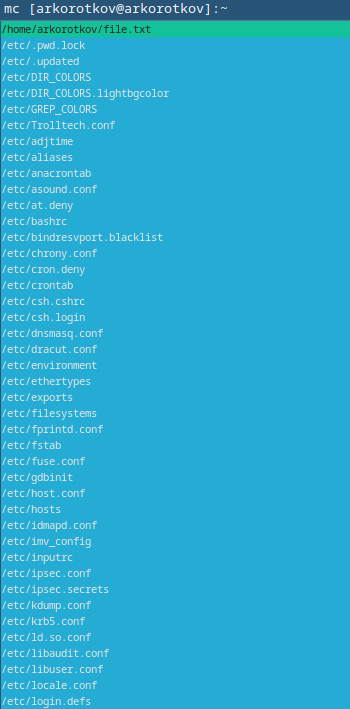 mc [arkorotkov@arkorotkov]:~
/home/arkorotkov/file.txt
/etc/.pwd.lock
/etc/.updated
/etc/DIR_COLORS
/etc/DIR_COLORS.lightbgcolor
/etc/GREP_COLORS
/etc/Trolltech.conf
/etc/adjtime
/etc/aliases
/etc/anacrontab
/etc/asound.conf
/etc/at.deny
/etc/bashrc
/etc/bindresvport.blacklist
/etc/chrony.conf
/etc/cron.deny
/etc/crontab
/etc/csh.cshrc
/etc/csh.login
/etc/dnsmasq.conf
/etc/dracut.conf
/etc/environment
/etc/ethertypes
/etc/exports
/etc/filesystems
/etc/fprintd.conf
/etc/fstab
/etc/fuse.conf
/etc/gdbinit
/etc/host.conf
/etc/hosts
/etc/idmapd.conf
/etc/imv_config
/etc/inputrc
/etc/ipsec.conf
/etc/ipsec.secrets
/etc/kdump.conf
/etc/krb5.conf
/etc/ld.so.conf
/etc/libaudit.conf
/etc/libuser.conf
/etc/locale.conf
/etc/login.defs